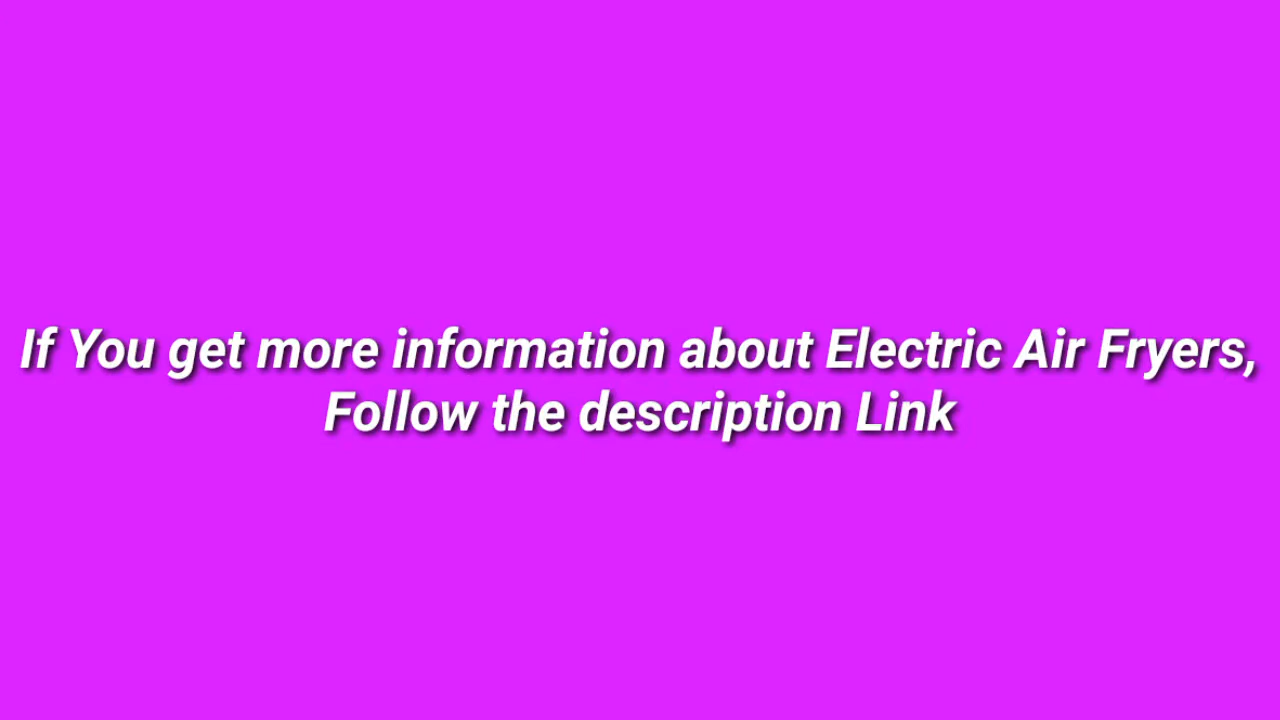 If You get more information about Electric Air Fryers,
Follow the description Link